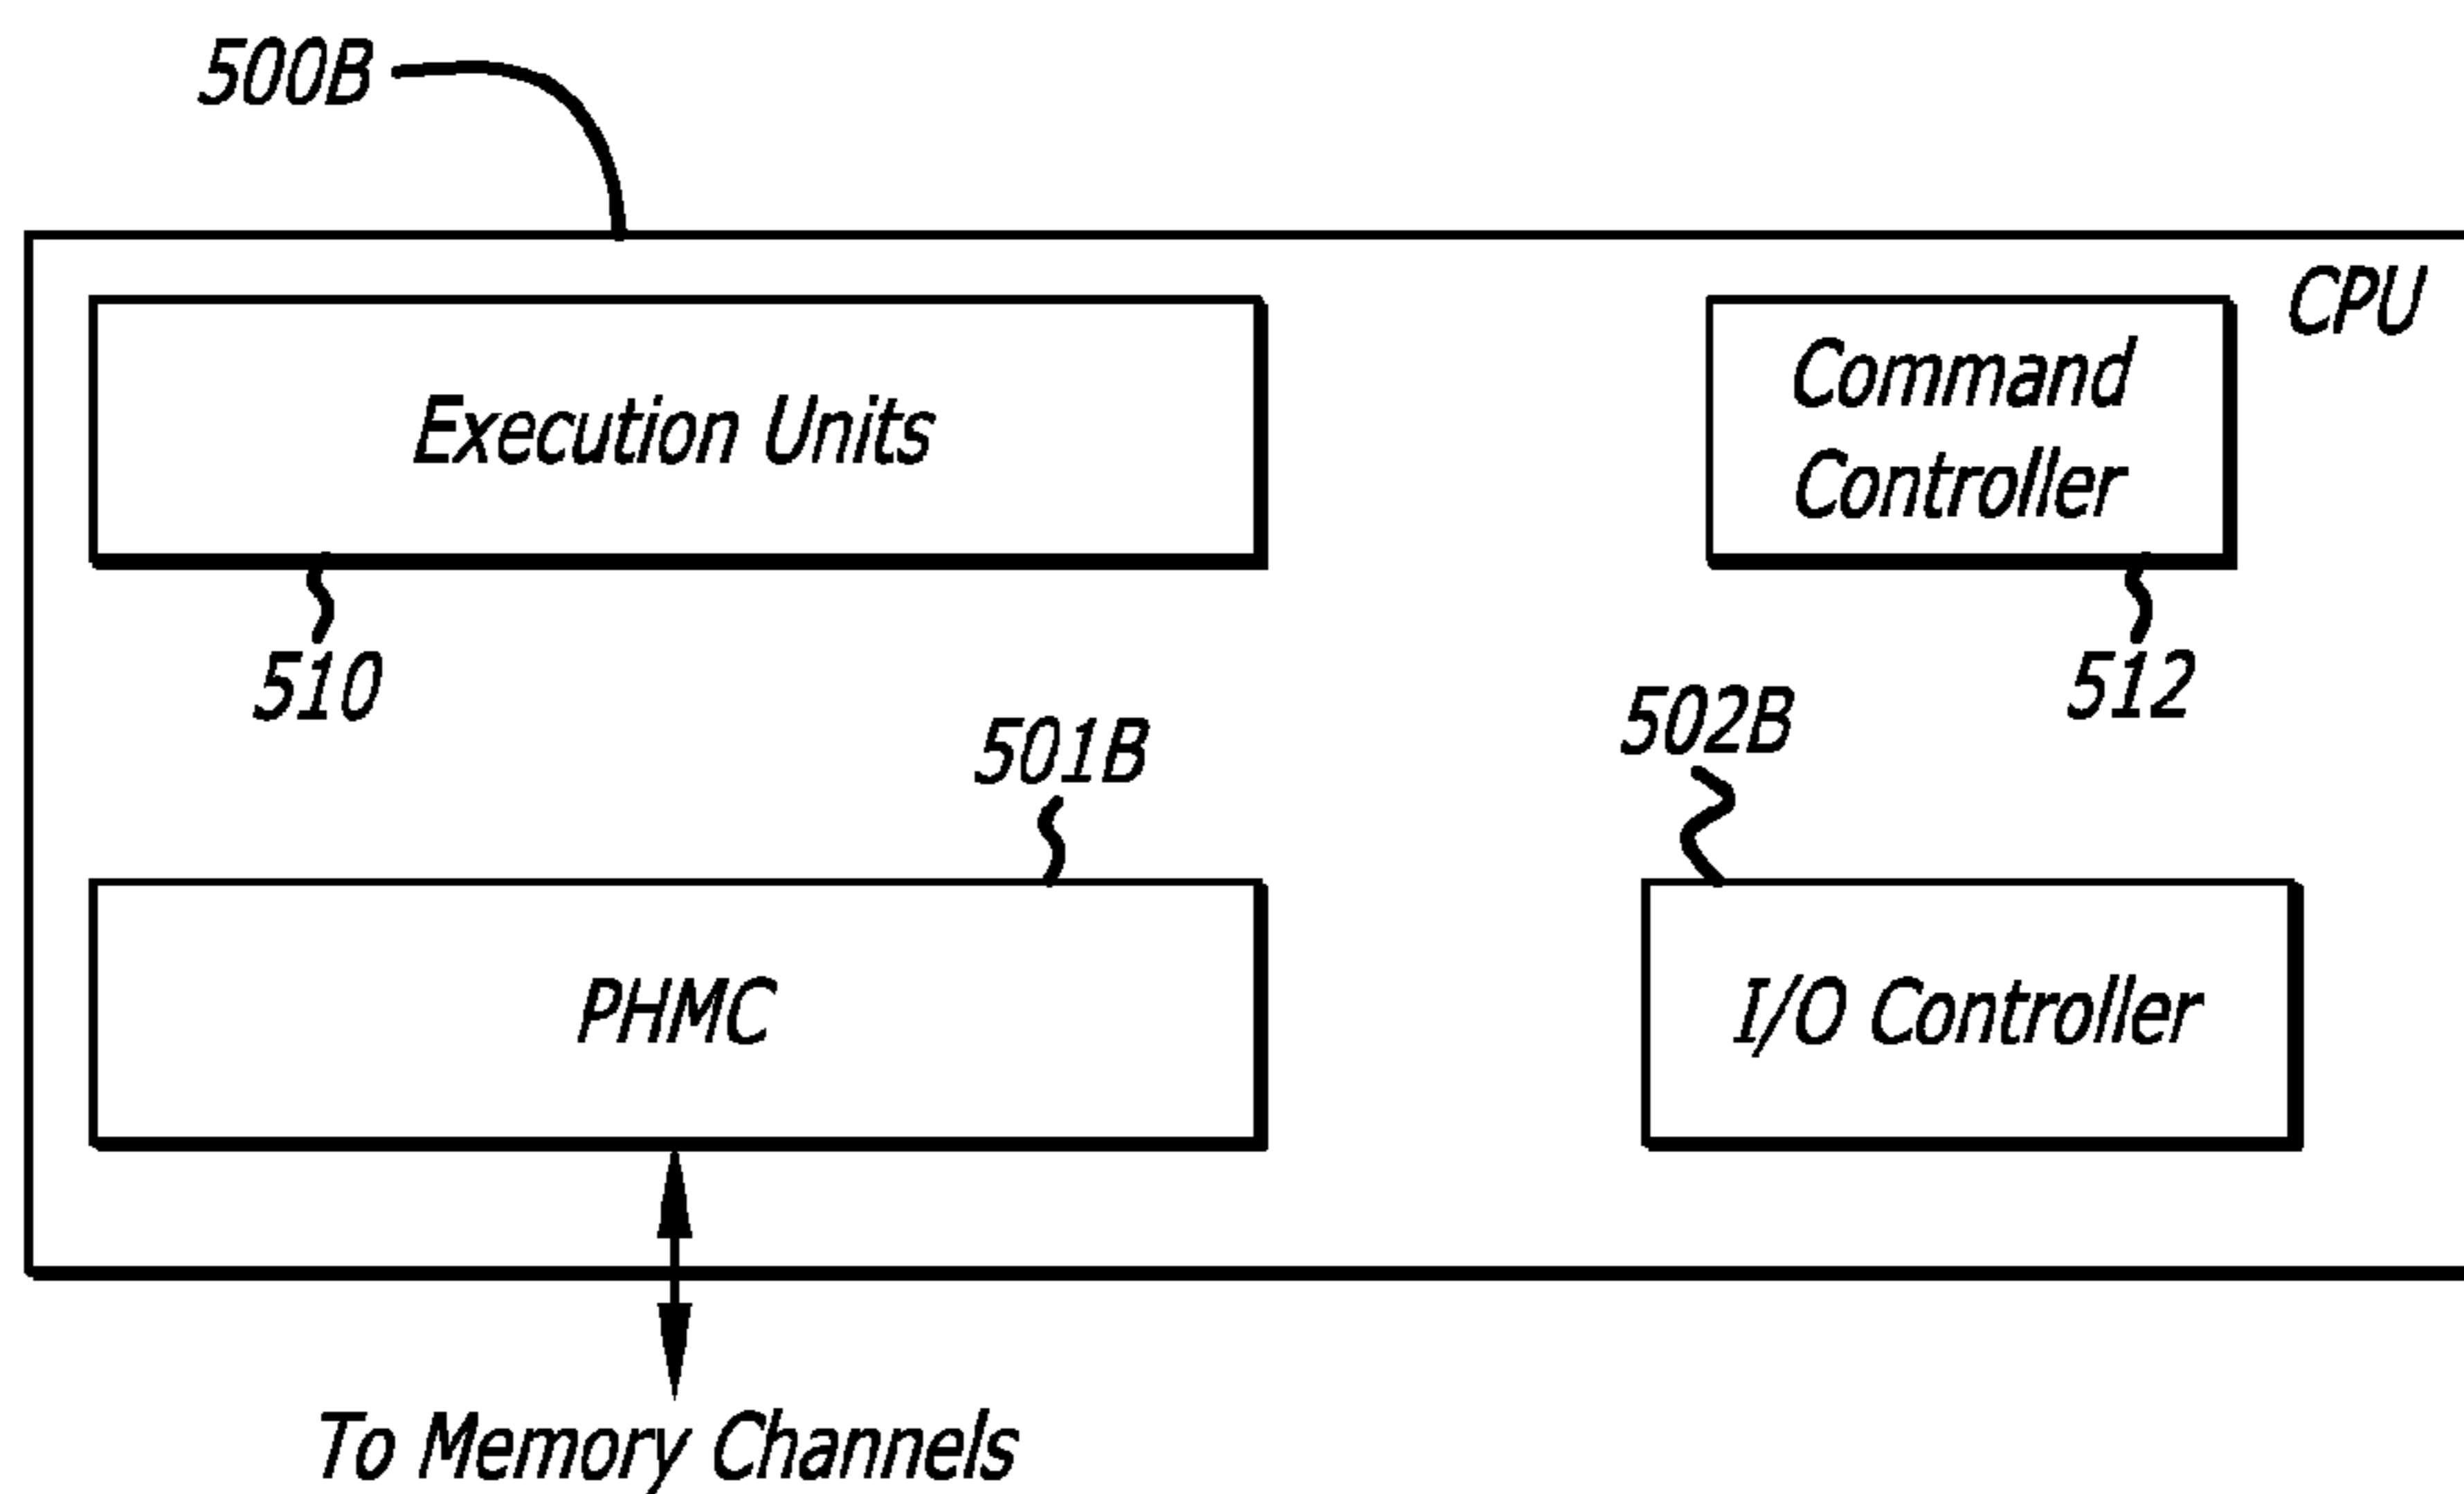 500B
CPU
Execution Units
Command
Controller
510
512
501B
502B
PHMC
I/O Controller
To Memory Channels